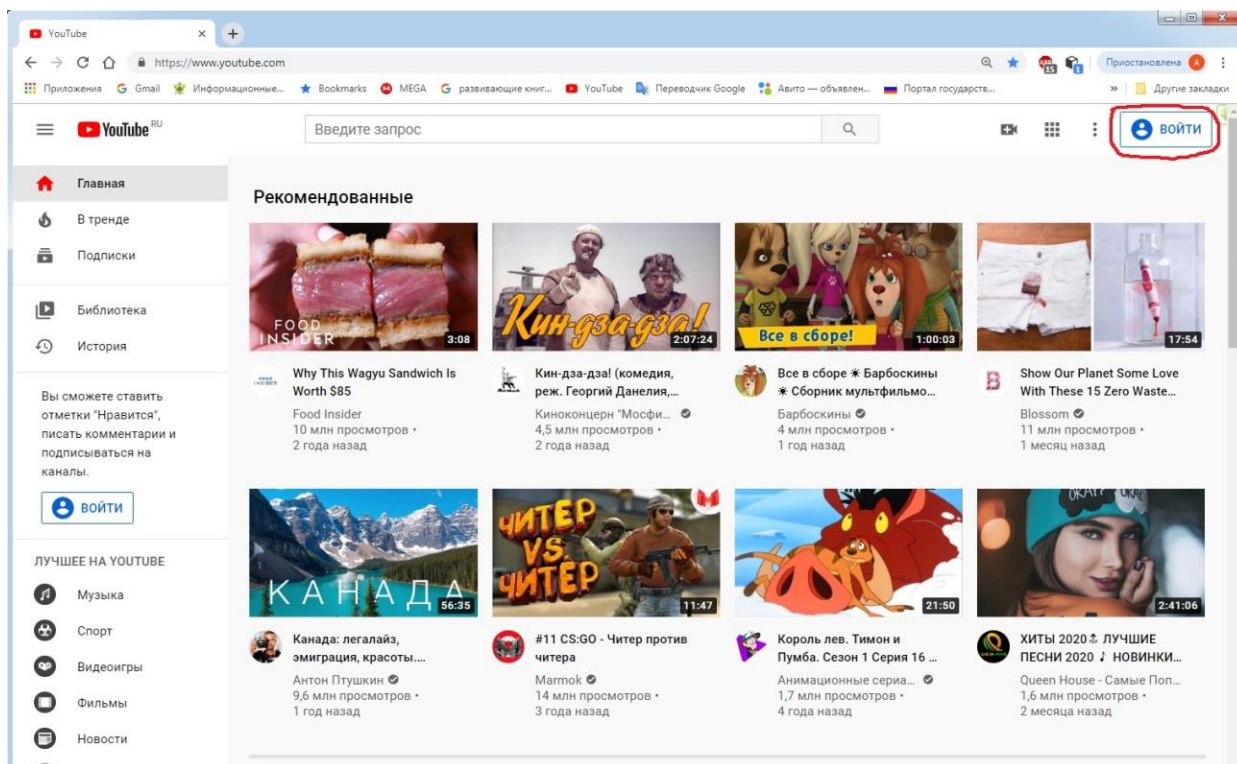 YouTube
https://www.youtube.com
Приостановлена А
Приложения Gmail Информационные... Bookmarks MEGA развивающие книг... YouTube Переводчик Google Авито — объявлен... Портал государств... » Другие закладки
YouTube RU
Введите запрос
ВОЙТИ
Главная
В тренде
Подписки
Библиотека
История
Вы сможете ставить
отметки "Нравится",
писать комментарии и
подписываться на
каналы.
ВОЙТИ
ЛУЧШЕЕ НА YOUTUBE
Музыка
Спорт
Видеоигры
Фильмы
Новости
Рекомендованные
FOOD
INSIDER
3:08
Why This Wagyu Sandwich Is
Worth $85
Food Insider
10 млн просмотров •
2 года назад
Кин-дза-дза!
2:07:24
Кин-дза-дза! (комедия,
реж. Георгий Данелия,...
Киноконцерн "Мосфи...
4,5 млн просмотров •
2 года назад
Все в сборе!
1:00:03
Все в сборе ☀ Барбоскины
☀ Сборник мультфильмо...
Барбоскины
4 млн просмотров •
1 год назад
17:54
Show Our Planet Some Love
With These 15 Zero Waste...
Blossom
11 млн просмотров •
1 месяц назад
КАНАДА
56:35
Канада: легалайз,
эмиграция, красоты....
Антон Птушкин
9,6 млн просмотров •
1 год назад
ЧИТЕР
VS.
ЧИТЕР
11:47
#11 CS:GO - Читер против
читера
Marmok
14 млн просмотров •
3 года назад
21:50
Король лев. Тимон и
Пумба. Сезон 1 Серия 16 ...
Анимационные сериа...
1,7 млн просмотров •
4 года назад
2:41:06
ХИТЫ 2020 ЛУЧШИЕ
ПЕСНИ 2020 ♪ НОВИНКИ...
Queen House - Самые Поп...
1,6 млн просмотров •
2 месяца назад